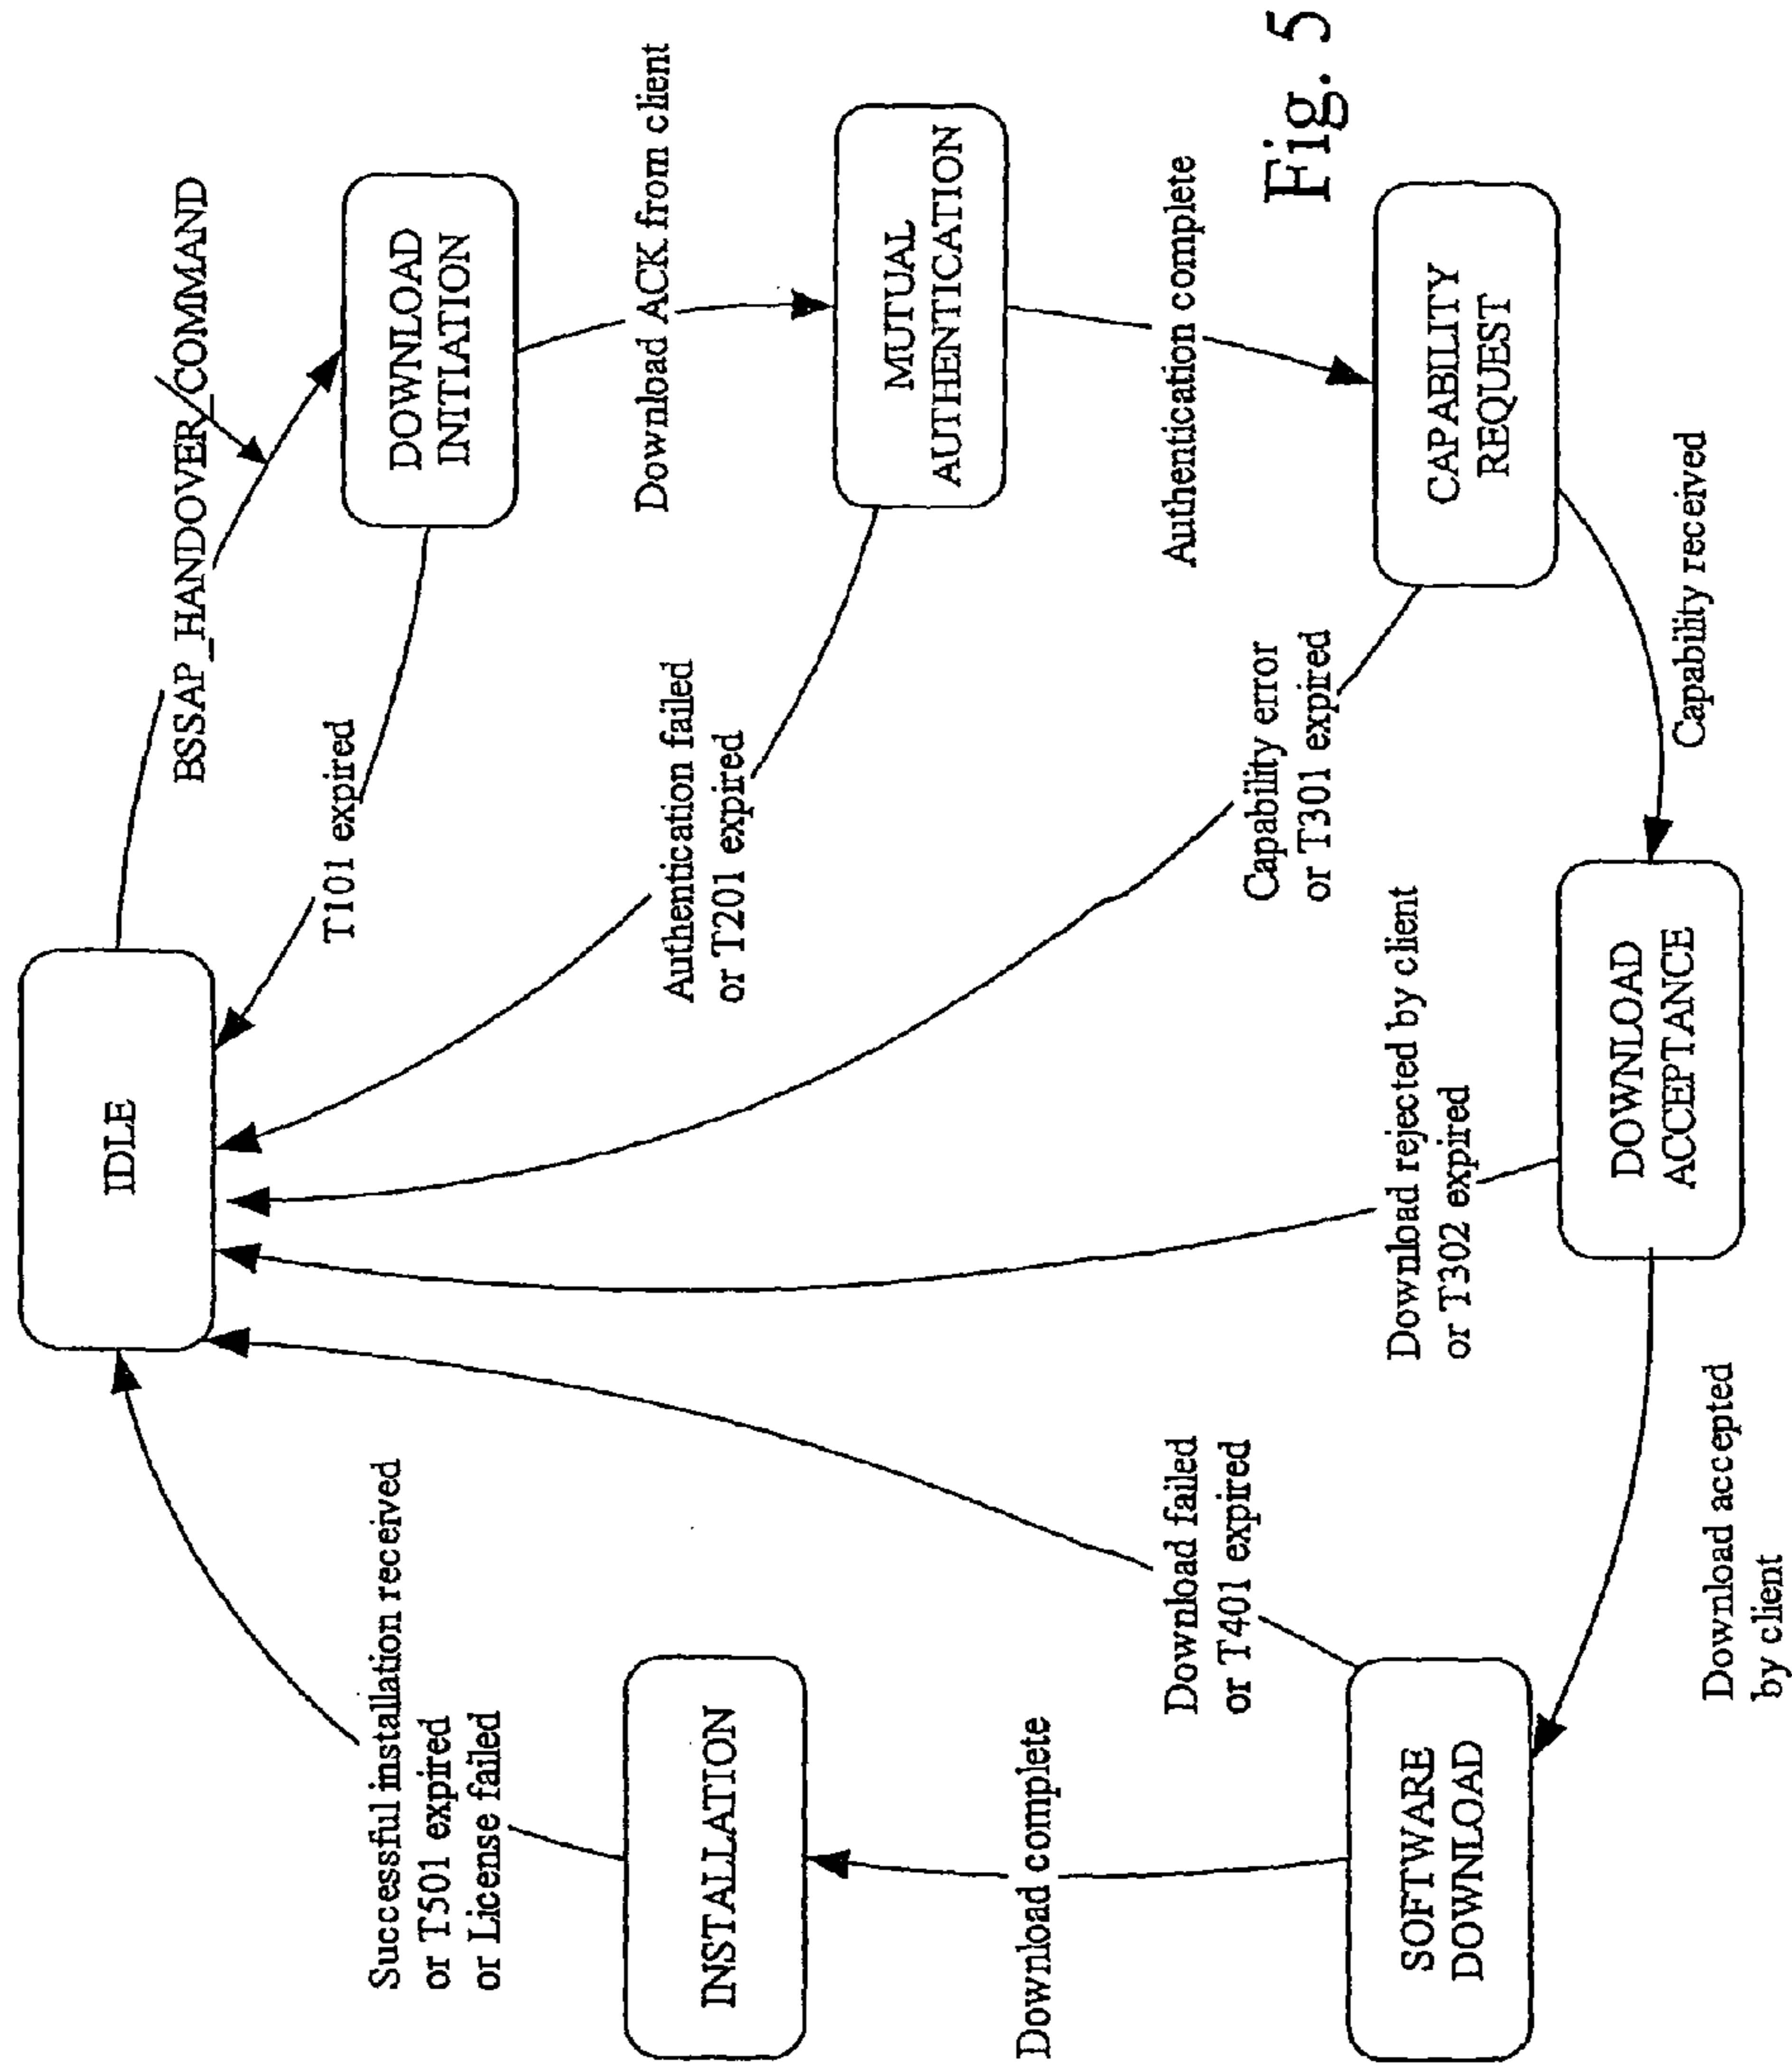 IDLE
BSSAP_HANDOVER_COMMAND
DOWNLOAD
INITIATION
T101 expired
Download ACK from client
MUTUAL
AUTHENTICATION
Authentication failed
or T201 expired
Authentication complete
CAPABILITY
REQUEST
Capability error
or T301 expired
Capability received
DOWNLOAD
ACCEPTANCE
Download rejected by client
or T302 expired
Download accepted
by client
SOFTWARE
DOWNLOAD
Download failed
or T401 expired
Download complete
INSTALLATION
Successful installation received
or T501 expired
or License failed
Fig. 5